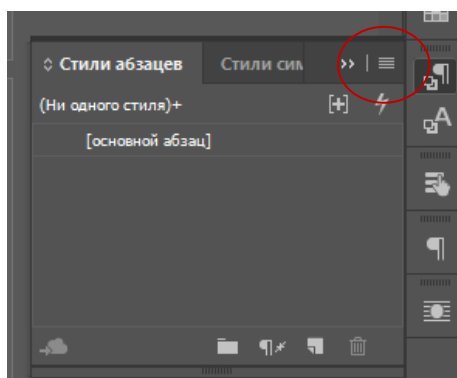 Стили абзацев Стили сим
(Ни одного стиля)+ [+]
[основной абзац]